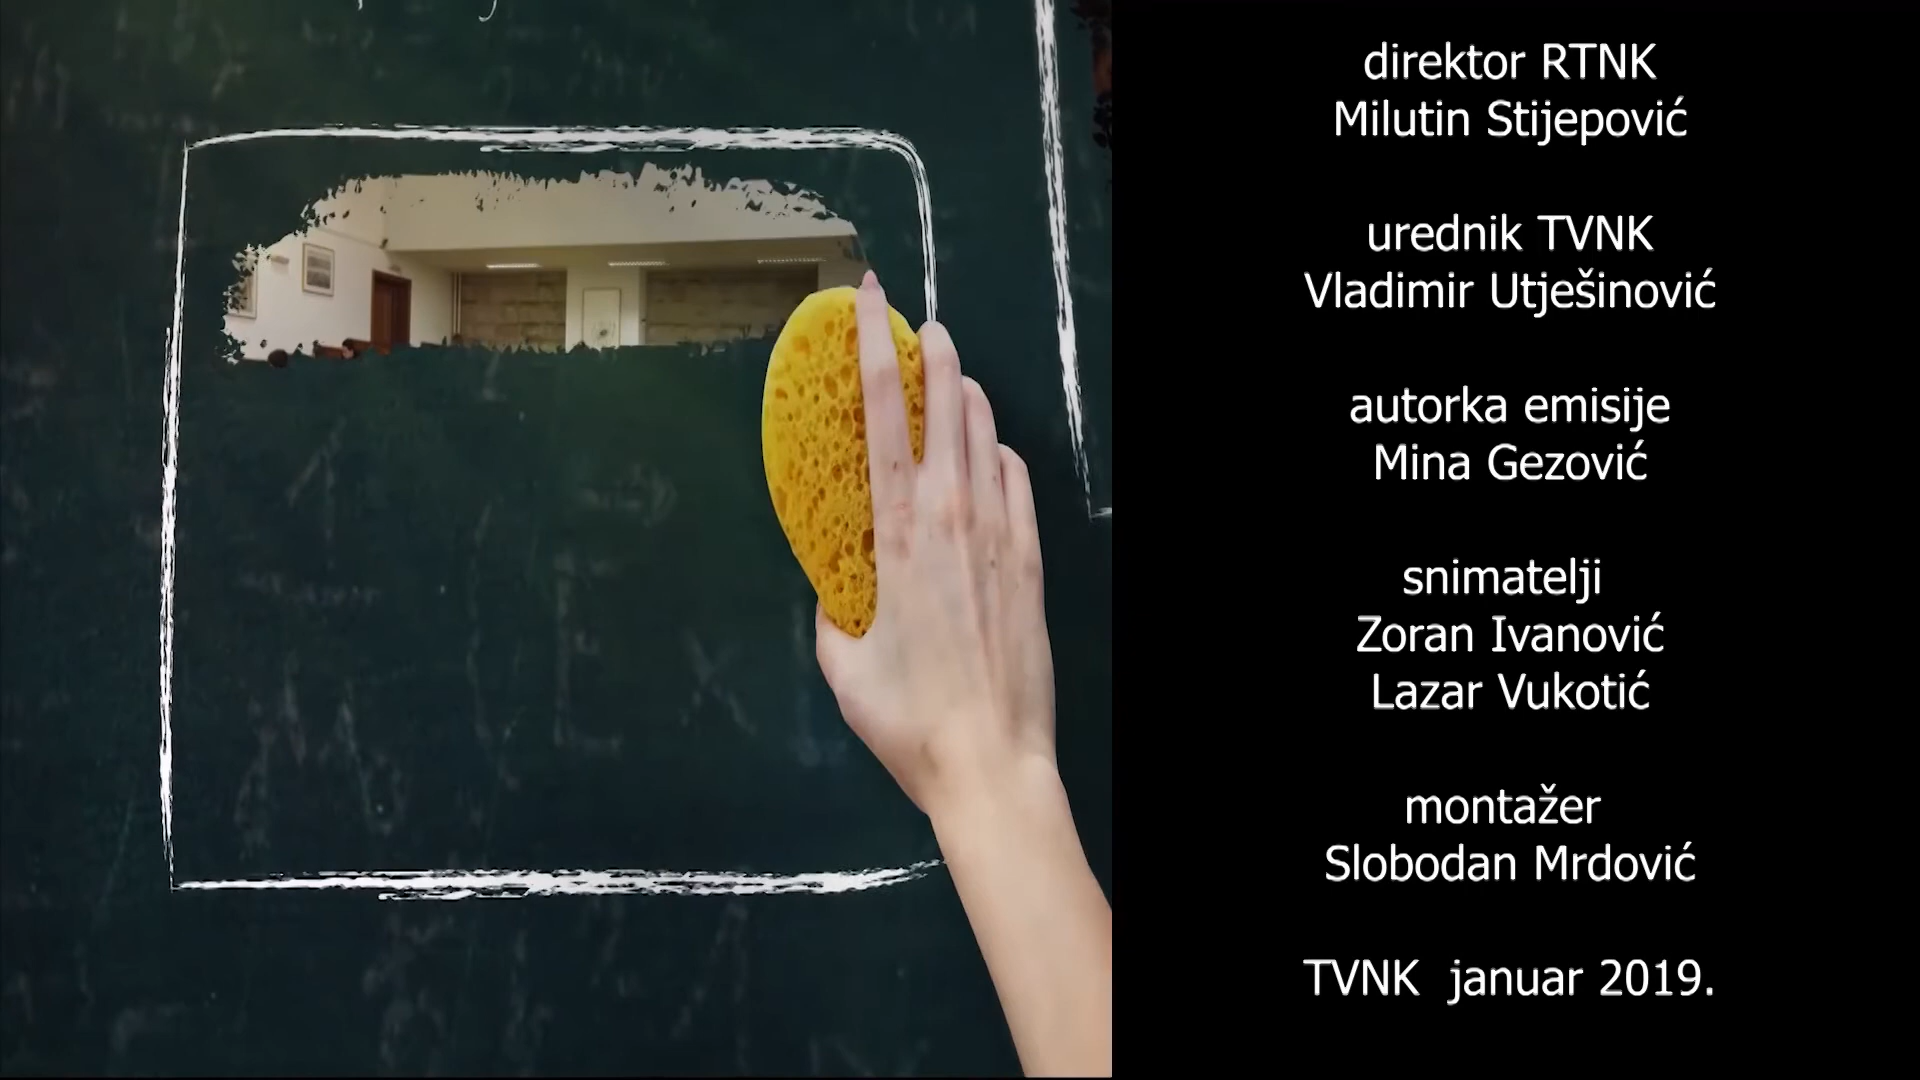 direktor RTNK
Milutin Stijepović
urednik TVNK
Vladimir Utješinović
autorka emisije
Mina Gezović
snimatelji
Zoran Ivanović
Lazar Vukotić
montažer
Slobodan Mrdović
TVNK januar 2019.